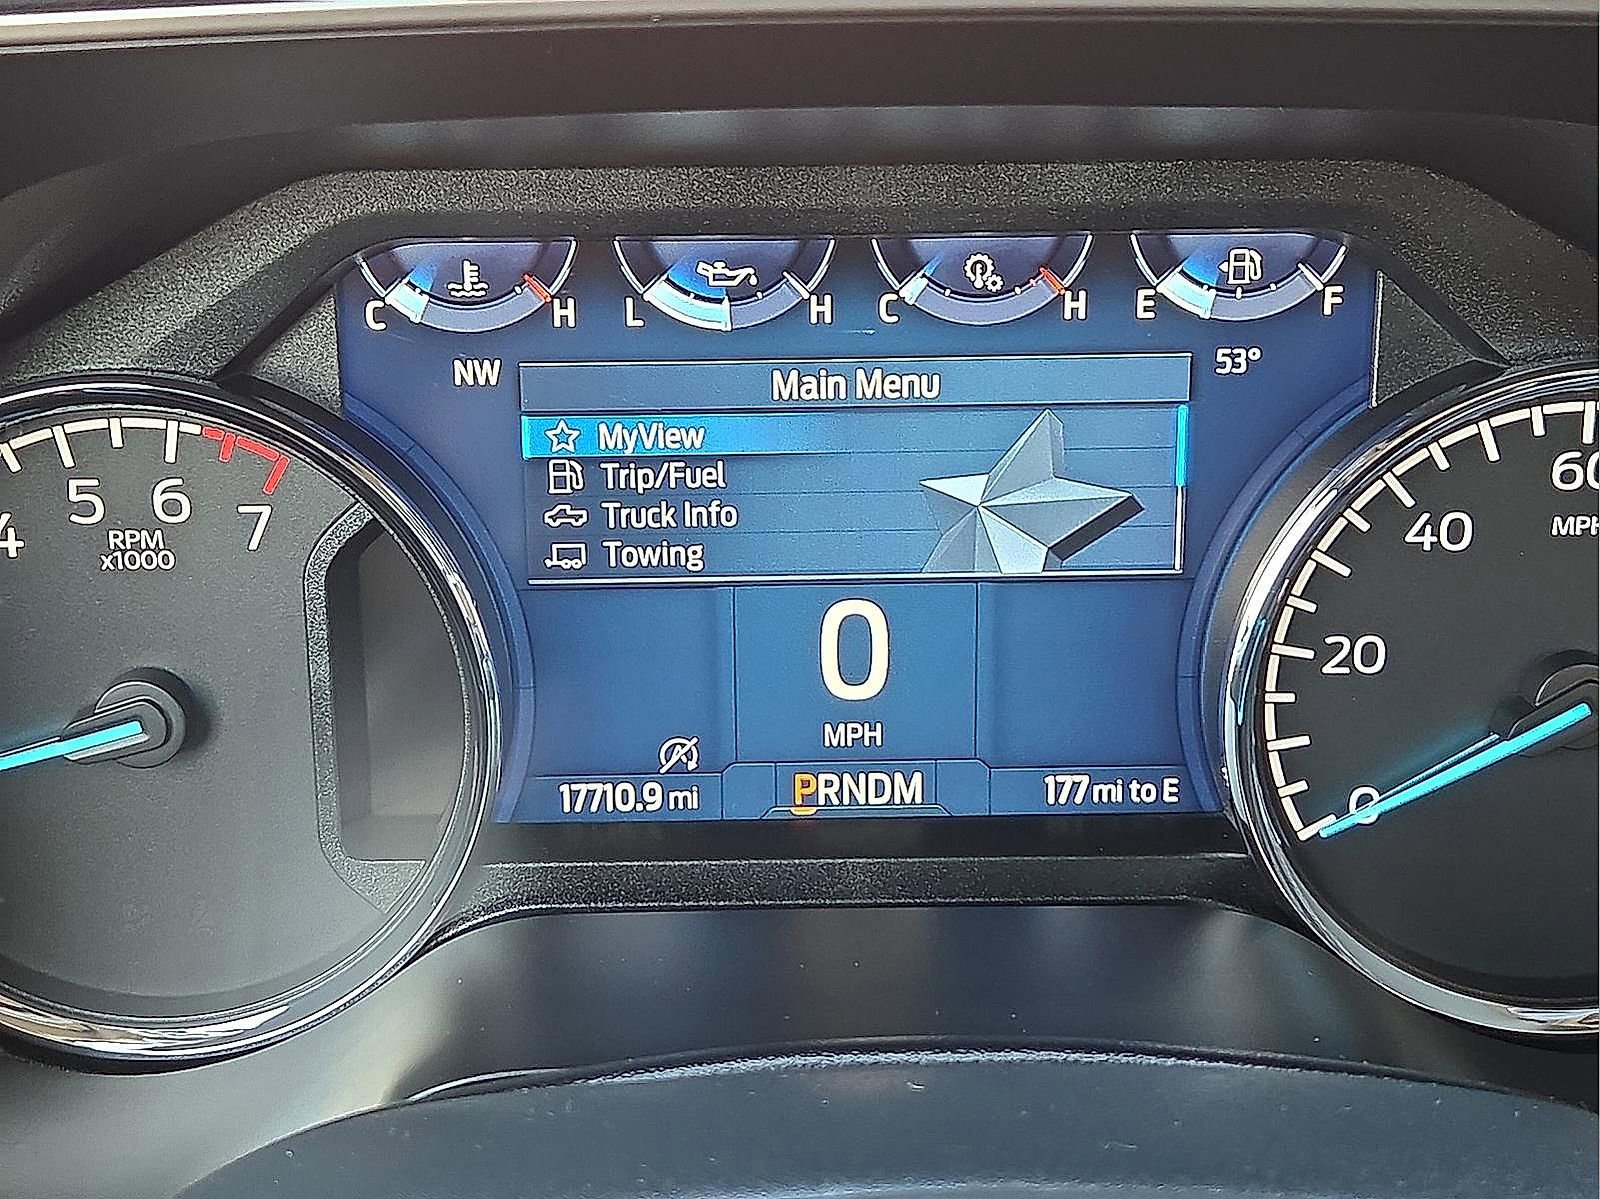 C H L H C H E F
NW 53°
Main Menu
MyView
Trip/Fuel
Truck Info
Towing
4 5 6 7
RPM
x1000
0
MPH
17710.9 mi
PRNDM
177 mi to E
0 20 40 60
MPH